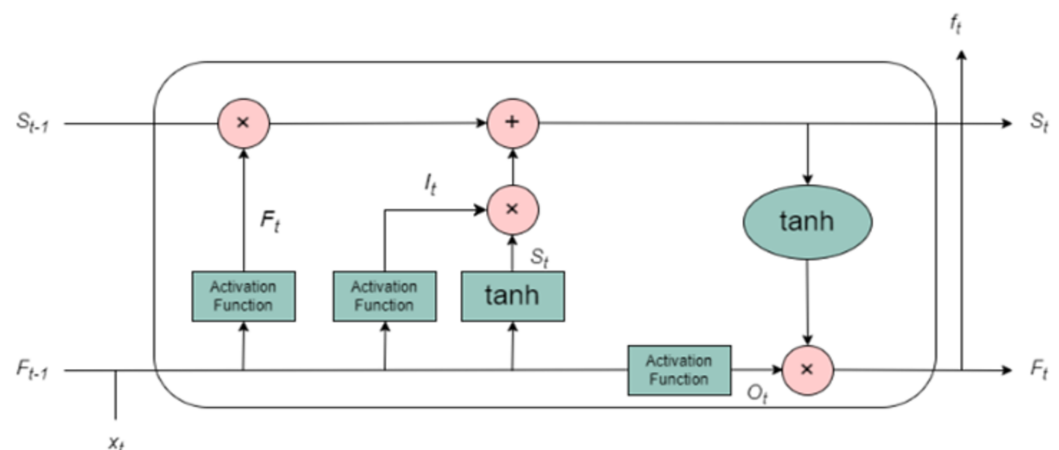 f_t
S_{t-1}
×
+
S_t
I_t
×
tanh
F_t
S_t
Activation
Function
Activation
Function
tanh
F_{t-1}
Activation
Function
×
F_t
O_t
x_t